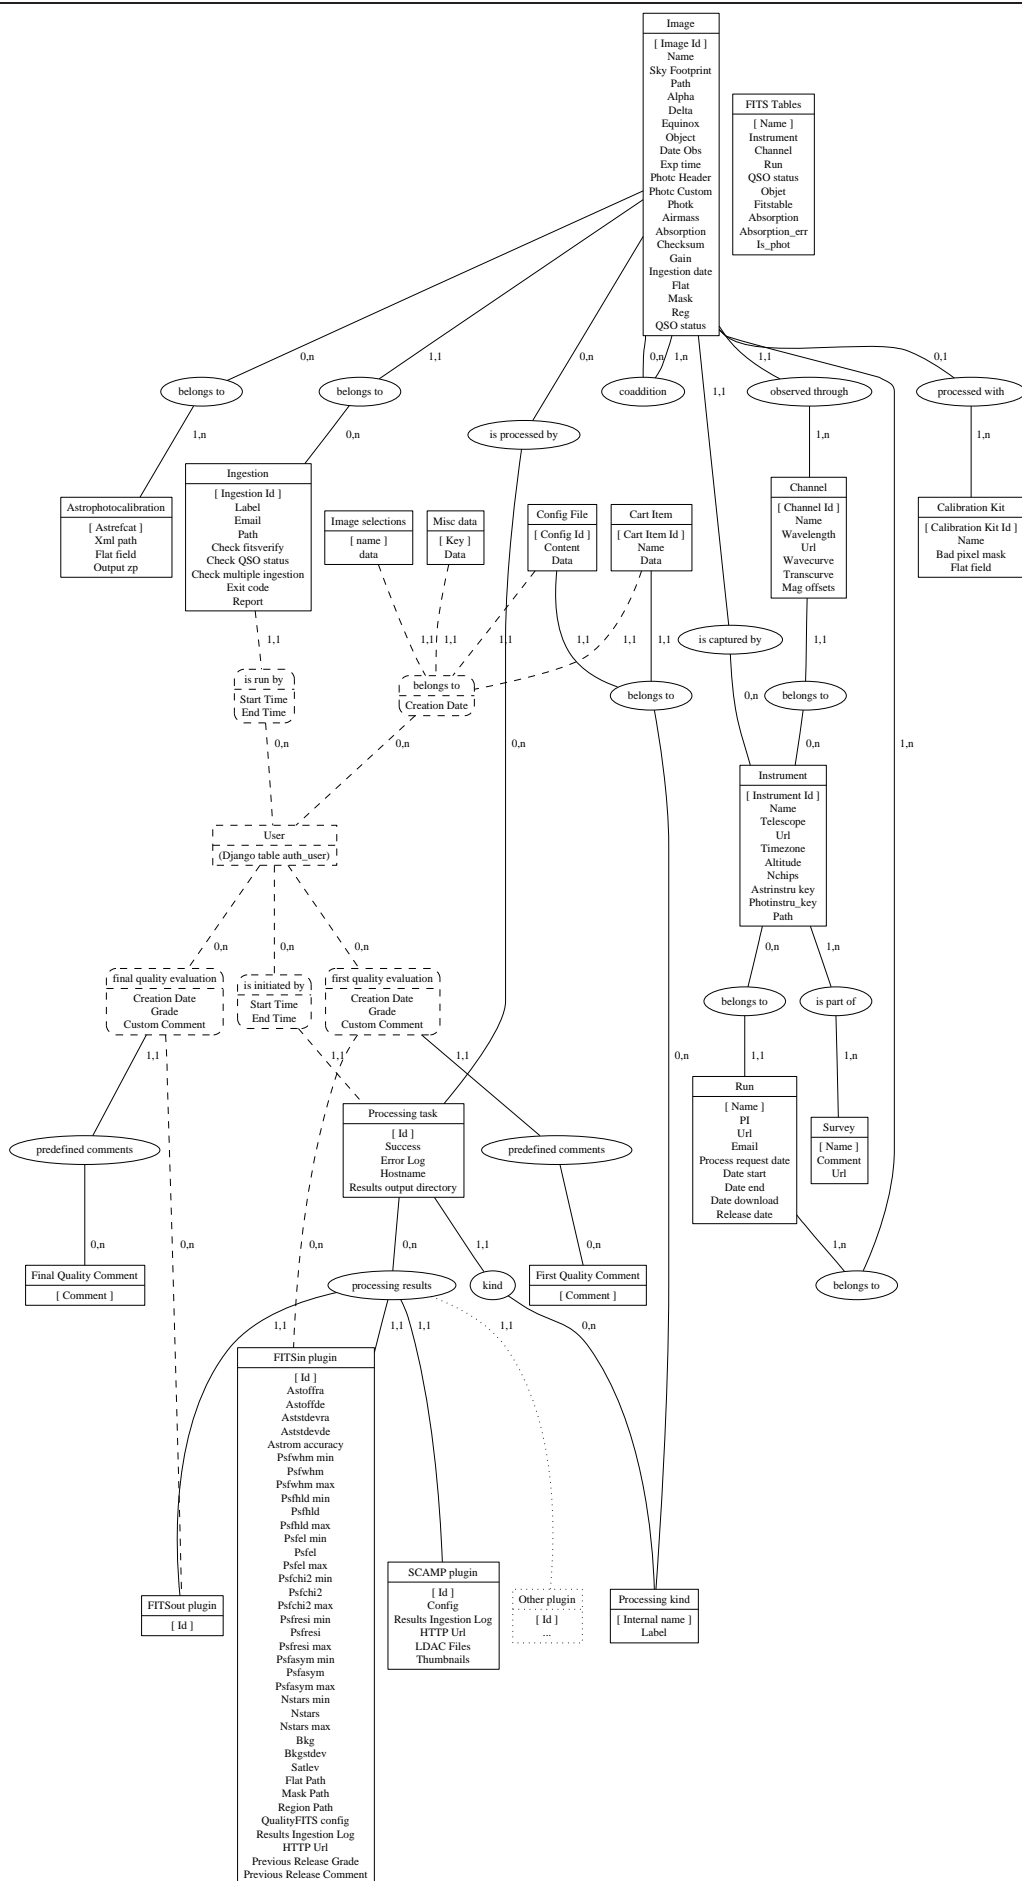 Image
[ Image Id ]
Name
Sky Footprint
Path
Alpha
Delta
Equinox
Object
Date Obs
Exp time
Photc Header
Photc Custom
Photk
Airmass
Absorption
Checksum
Gain
Ingestion date
Flat
Mask
Reg
QSO status
FITS Tables
[ Name ]
Instrument
Channel
Run
QSO status
Objet
Fitstable
Absorption
Absorption_err
Is_phot
0,n
1,1
0,n
0,n
1,n
1,1
1,1
0,1
belongs to
belongs to
is processed by
coaddition
observed through
processed with
1,n
0,n
1,n
1,n
Astrophotocalibration
[ Astrefcat ]
Xml path
Flat field
Output zp
Ingestion
[ Ingestion Id ]
Label
Email
Path
Check fitsverify
Check QSO status
Check multiple ingestion
Exit code
Report
Image selections
[ name ]
data
Misc data
[ Key ]
Data
Config File
[ Config Id ]
Content
Data
Cart Item
[ Cart Item Id ]
Name
Data
Channel
[ Channel Id ]
Name
Wavelength
Url
Wavecurve
Transcurve
Mag offsets
Calibration Kit
[ Calibration Kit Id ]
Name
Bad pixel mask
Flat field
1,1
1,1
1,1
1,1
1,1
1,1
1,1
1,1
is run by
Start Time
End Time
belongs to
Creation Date
belongs to
is captured by
belongs to
0,n
0,n
0,n
0,n
0,n
1,n
User
(Django table auth_user)
Instrument
[ Instrument Id ]
Name
Telescope
Url
Timezone
Altitude
Nchips
Astrinstru key
Photinstru_key
Path
0,n
0,n
0,n
0,n
1,n
final quality evaluation
Creation Date
Grade
Custom Comment
is initiated by
Start Time
End Time
first quality evaluation
Creation Date
Grade
Custom Comment
belongs to
is part of
1,1
1,1
1,1
0,n
1,1
1,n
Processing task
[ Id ]
Success
Error Log
Hostname
Results output directory
Run
[ Name ]
PI
Url
Email
Process request date
Date start
Date end
Date download
Release date
Survey
[ Name ]
Comment
Url
predefined comments
predefined comments
0,n
0,n
0,n
0,n
1,1
0,n
1,n
Final Quality Comment
[ Comment ]
processing results
kind
First Quality Comment
[ Comment ]
belongs to
1,1
1,1
1,1
1,1
0,n
FITSin plugin
[ Id ]
Astoffra
Astoffde
Aststdevra
Aststdevde
Astrom accuracy
Psfwhm min
Psfwhm
Psfwhm max
Psfhld min
Psfhld
Psfhld max
Psfel min
Psfel
Psfel max
Psfchi2 min
Psfchi2
Psfchi2 max
Psfresi min
Psfresi
Psfresi max
Psfasym min
Psfasym
Psfasym max
Nstars min
Nstars
Nstars max
Bkg
Bkgstdev
Satlev
Flat Path
Mask Path
Region Path
QualityFITS config
Results Ingestion Log
HTTP Url
Previous Release Grade
Previous Release Comment
FITSout plugin
[ Id ]
SCAMP plugin
[ Id ]
Config
Results Ingestion Log
HTTP Url
LDAC Files
Thumbnails
Other plugin
[ Id ]
...
Processing kind
[ Internal name ]
Label